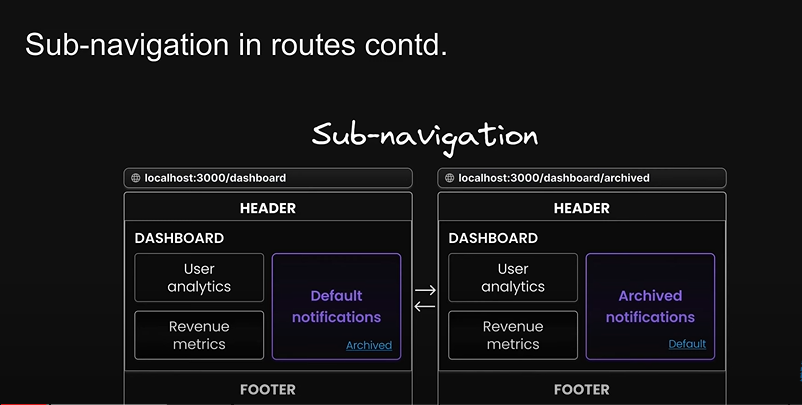 Sub-navigation in routes contd.
Sub-navigation
localhost:3000/dashboard
HEADER
DASHBOARD
User
analytics
Revenue
metrics
Default
notifications
Archived
FOOTER
localhost:3000/dashboard/archived
HEADER
DASHBOARD
User
analytics
Revenue
metrics
Archived
notifications
Default
FOOTER